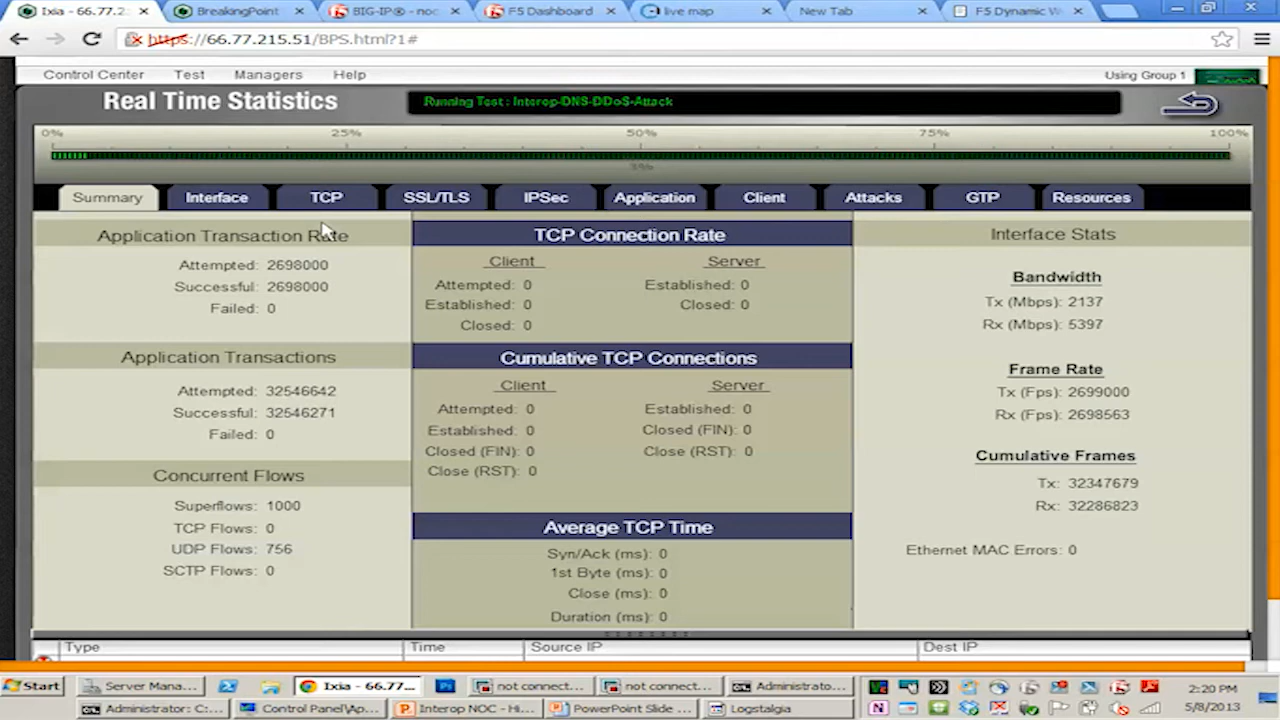 Ixia - 66.77.2
BreakingPoint
BIG-IP® - noc
F5 Dashboard
live map
New Tab
F5 Dynamic W
https://66.77.215.51/BPS.html?1#
Control Center Test Managers Help
Using Group 1
Real Time Statistics
Running Test : Interop-DNS-DDoS-Attack
0% 25% 50% 75% 100%
3%
Summary Interface TCP SSL/TLS IPSec Application Client Attacks GTP Resources
Application Transaction Rate
Attempted: 2698000
Successful: 2698000
Failed: 0
Application Transactions
Attempted: 32546642
Successful: 32546271
Failed: 0
Concurrent Flows
Superflows: 1000
TCP Flows: 0
UDP Flows: 756
SCTP Flows: 0
TCP Connection Rate
Client Server
Attempted: 0 Established: 0
Established: 0 Closed: 0
Closed: 0
Cumulative TCP Connections
Client Server
Attempted: 0 Established: 0
Established: 0 Closed (FIN): 0
Closed (FIN): 0 Close (RST): 0
Close (RST): 0
Average TCP Time
Syn/Ack (ms): 0
1st Byte (ms): 0
Close (ms): 0
Duration (ms): 0
Interface Stats
Bandwidth
Tx (Mbps): 2137
Rx (Mbps): 5397
Frame Rate
Tx (Fps): 2699000
Rx (Fps): 2698563
Cumulative Frames
Tx: 32347679
Rx: 32286823
Ethernet MAC Errors: 0
Type Time Source IP Dest IP
Start
Server Mana...
Ixia - 66.77....
not connect...
not connect...
Administrato...
2:20 PM
Administrator: C:...
Control Panel\Ap...
Interop NOC - Hi...
PowerPoint Slide ...
Logstalgia
5/8/2013